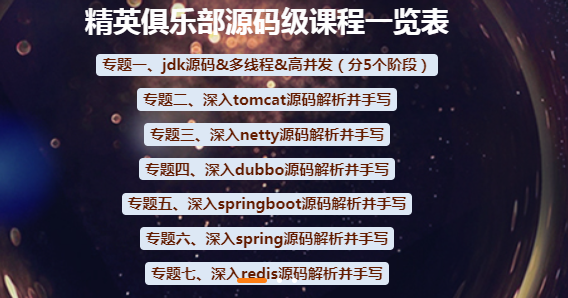 精英俱乐部源码级课程一览表
专题一、jdk源码&多线程&高并发（分5个阶段）
专题二、深入tomcat源码解析并手写
专题三、深入netty源码解析并手写
专题四、深入dubbo源码解析并手写
专题五、深入springboot源码解析并手写
专题六、深入spring源码解析并手写
专题七、深入redis源码解析并手写